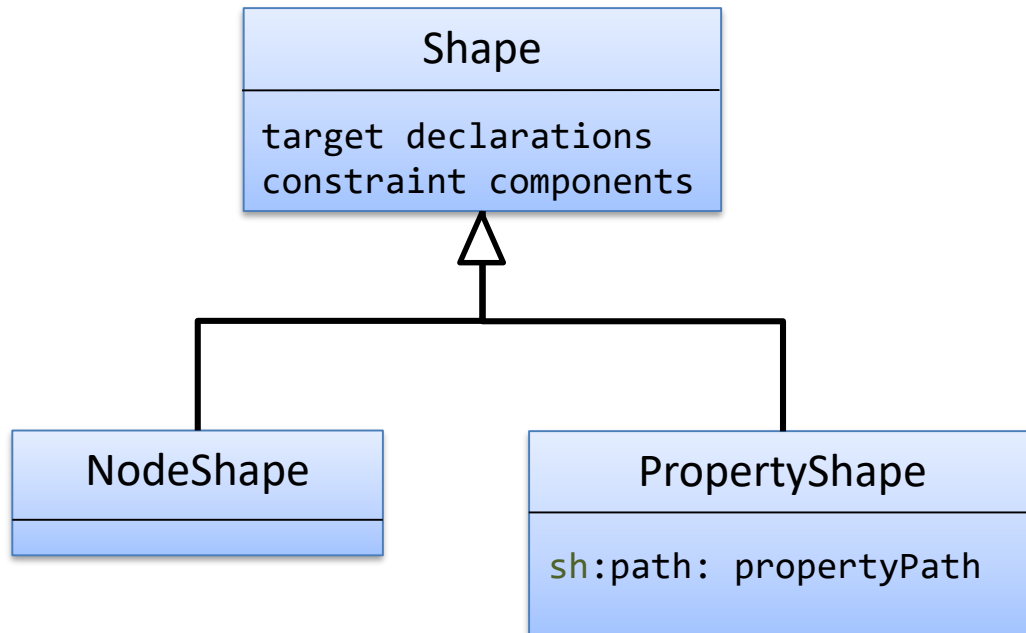 Shape
target declarations
constraint components
NodeShape
PropertyShape
sh:path: propertyPath